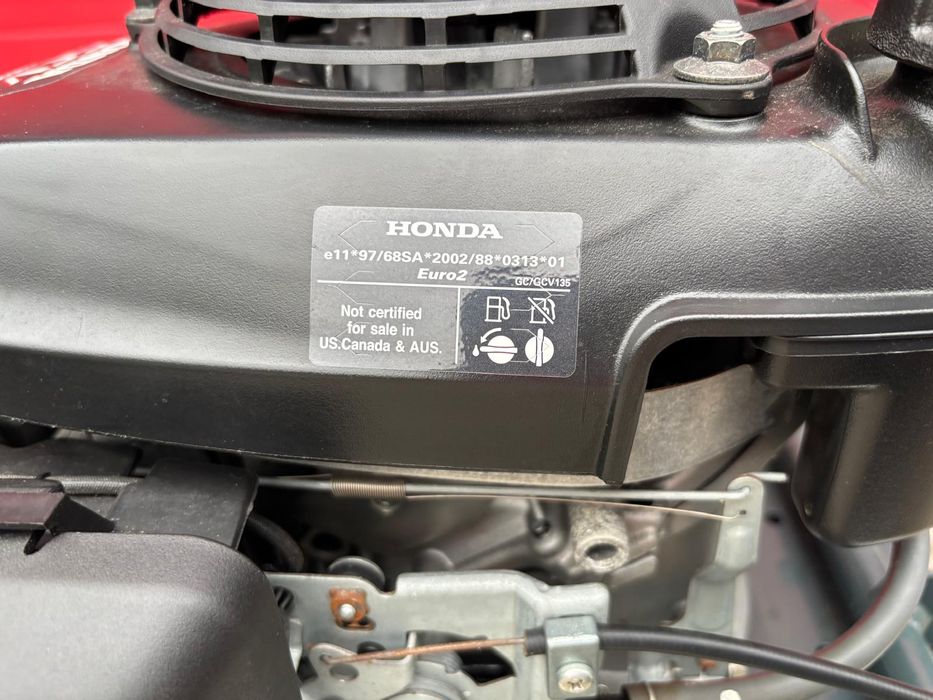 HONDA
e11*97/68SA*2002/88*0313*01
Euro2
GC/GCV135
Not certified
for sale in
US.Canada & AUS.